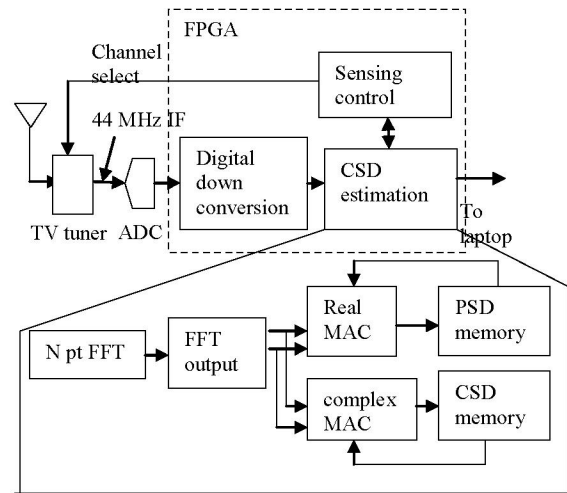 FPGA
Channel
select
Sensing
control
44 MHz IF
Digital
down
conversion
CSD
estimation
TV tuner
ADC
To
laptop
N pt FFT
FFT
output
Real
MAC
PSD
memory
complex
MAC
CSD
memory